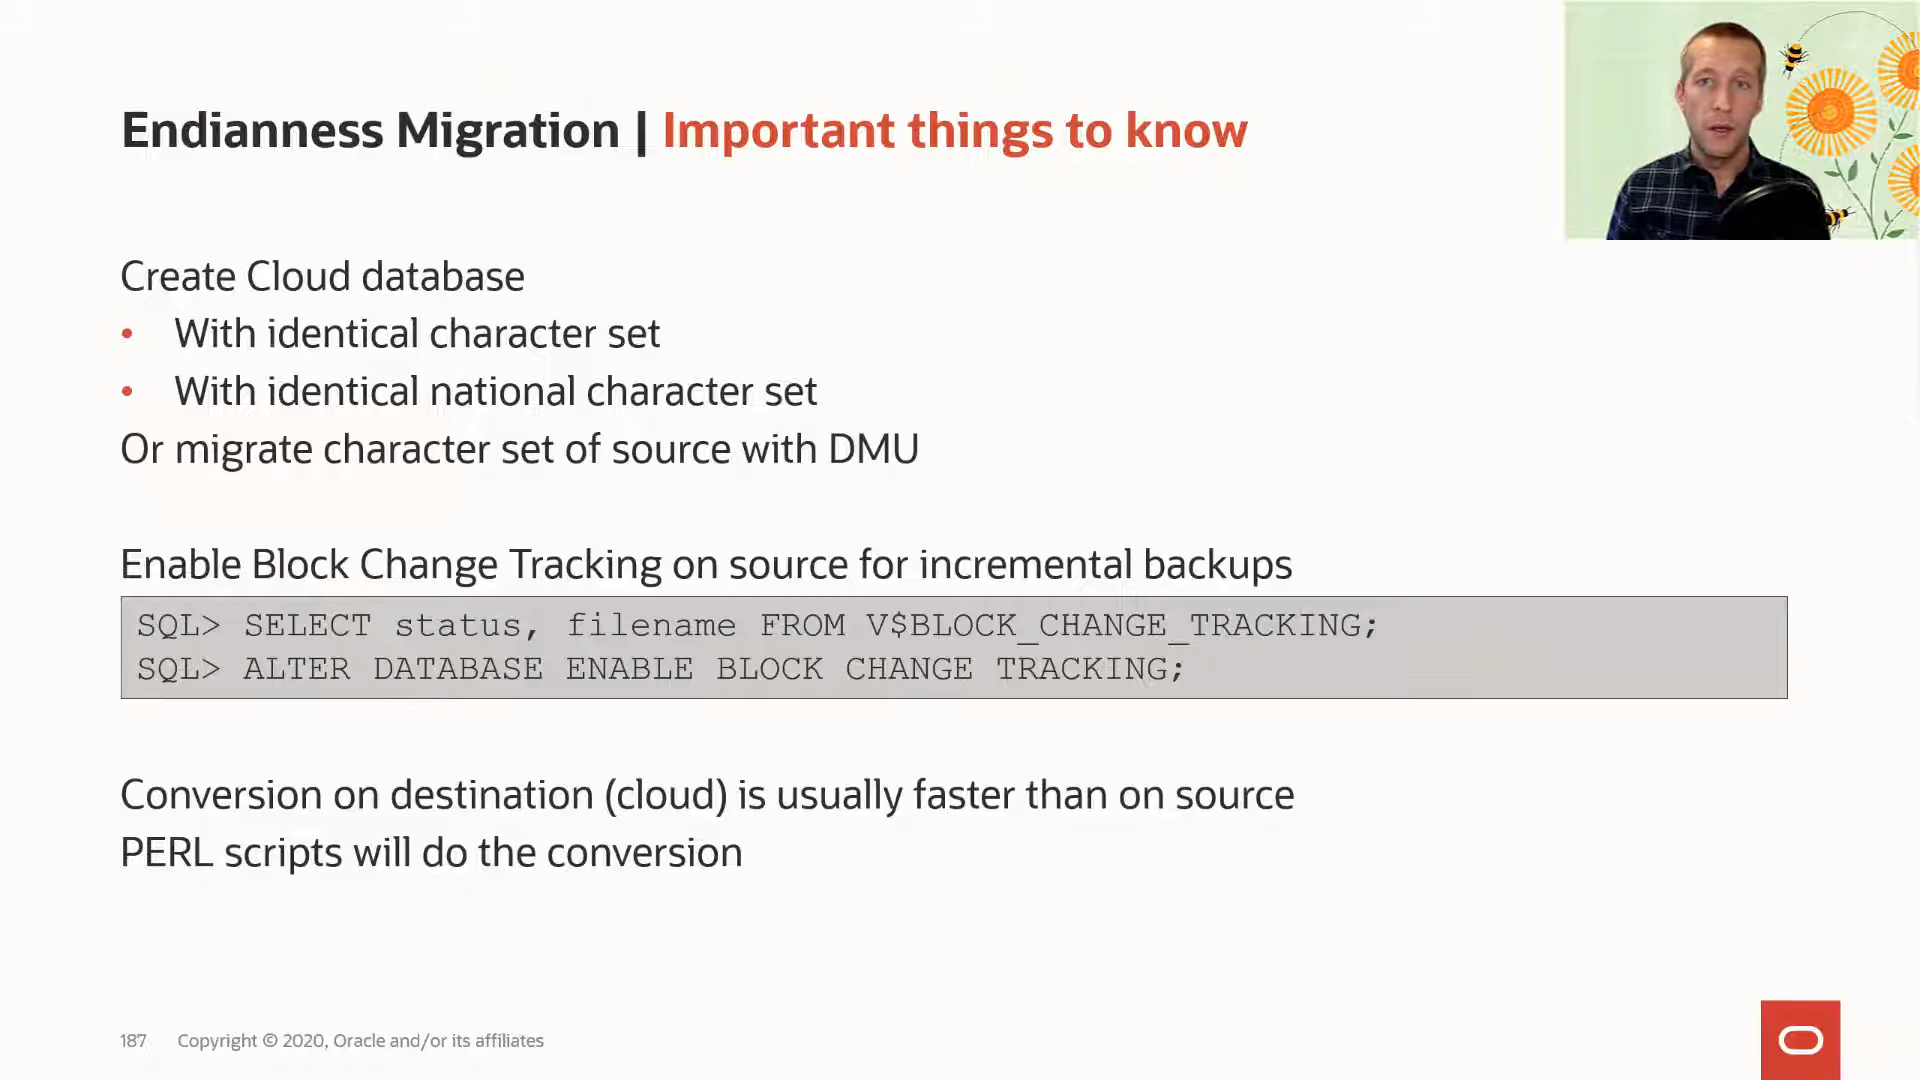 Endianness Migration | Important things to know
Create Cloud database
• With identical character set
• With identical national character set
Or migrate character set of source with DMU
Enable Block Change Tracking on source for incremental backups
SQL> SELECT status, filename FROM V$BLOCK_CHANGE_TRACKING;
SQL> ALTER DATABASE ENABLE BLOCK CHANGE TRACKING;
Conversion on destination (cloud) is usually faster than on source
PERL scripts will do the conversion
187 Copyright © 2020, Oracle and/or its affiliates